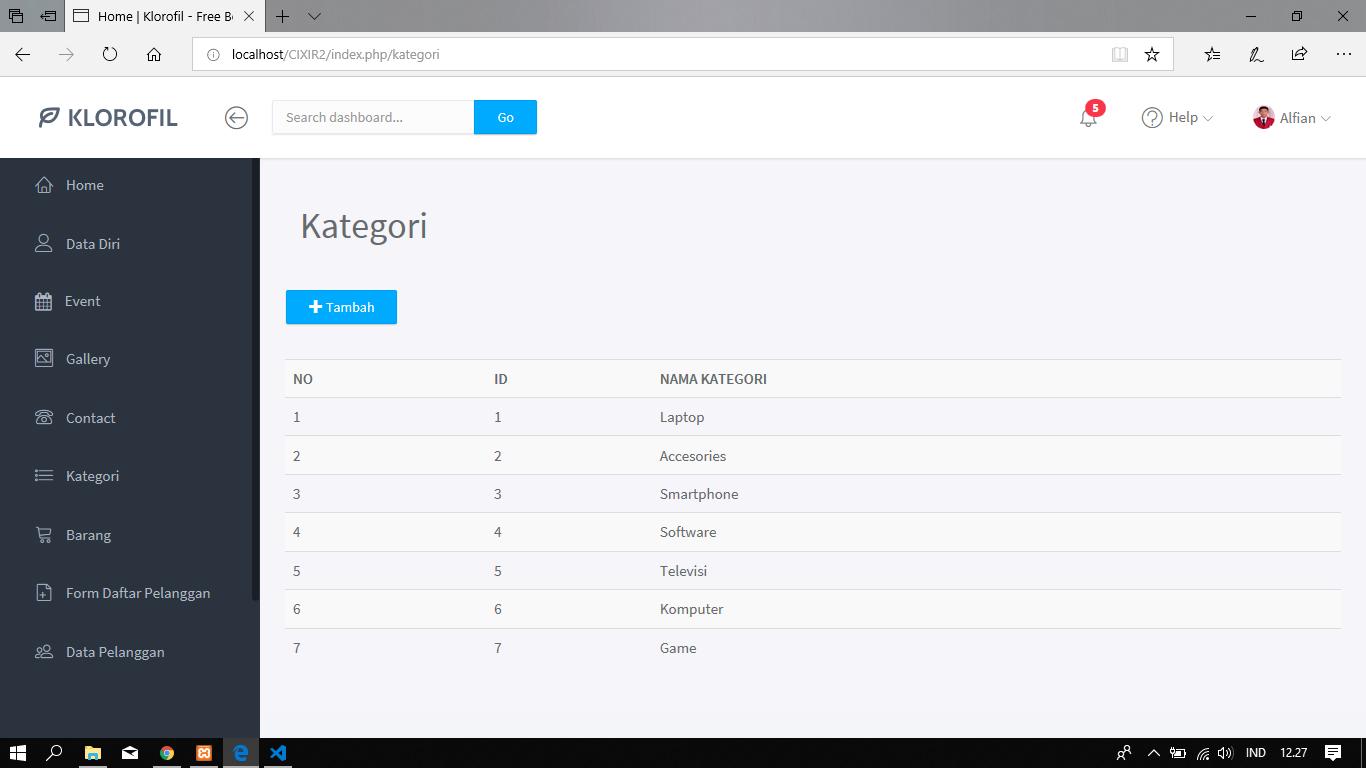 Home | Klorofil - Free Be
localhost/CIXIR2/index.php/kategori
KLOROFIL
Search dashboard...
Go
5
Help
Alfian
Home
Data Diri
Event
Gallery
Contact
Kategori
Barang
Form Daftar Pelanggan
Data Pelanggan
Kategori
Tambah
NO ID NAMA KATEGORI
1 1 Laptop
2 2 Accesories
3 3 Smartphone
4 4 Software
5 5 Televisi
6 6 Komputer
7 7 Game
IND 12.27